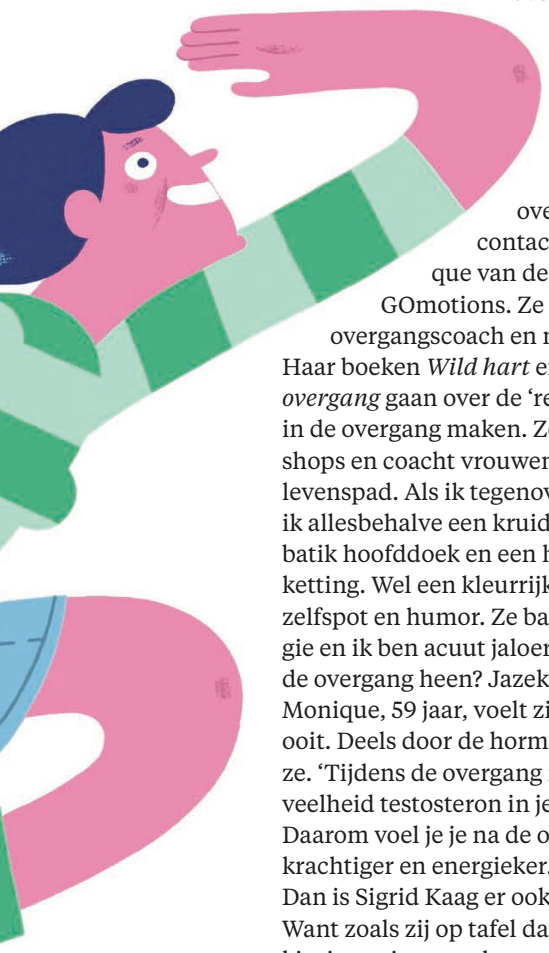 contac
que van de
GOmotions. Ze
overgangscoach en
Haar boeken Wild hart
overgang gaan over de ‘re
in de overgang maken. Z
shops en coacht vrouwen
levenspad. Als ik tegenov
ik allesbehalve een kruid
batik hoofddoek en een h
ketting. Wel een kleurrijk
zelfspot en humor. Ze ba
gie en ik ben acuut jaloer
de overgang heen? Jazek
Monique, 59 jaar, voelt zi
ooit. Deels door de horm
ze. ‘Tijdens de overgang
veelheid testosteron in je
Daarom voel je je na de o
krachtiger en energieker.
Dan is Sigrid Kaag er ook
Want zoals zij op tafel da